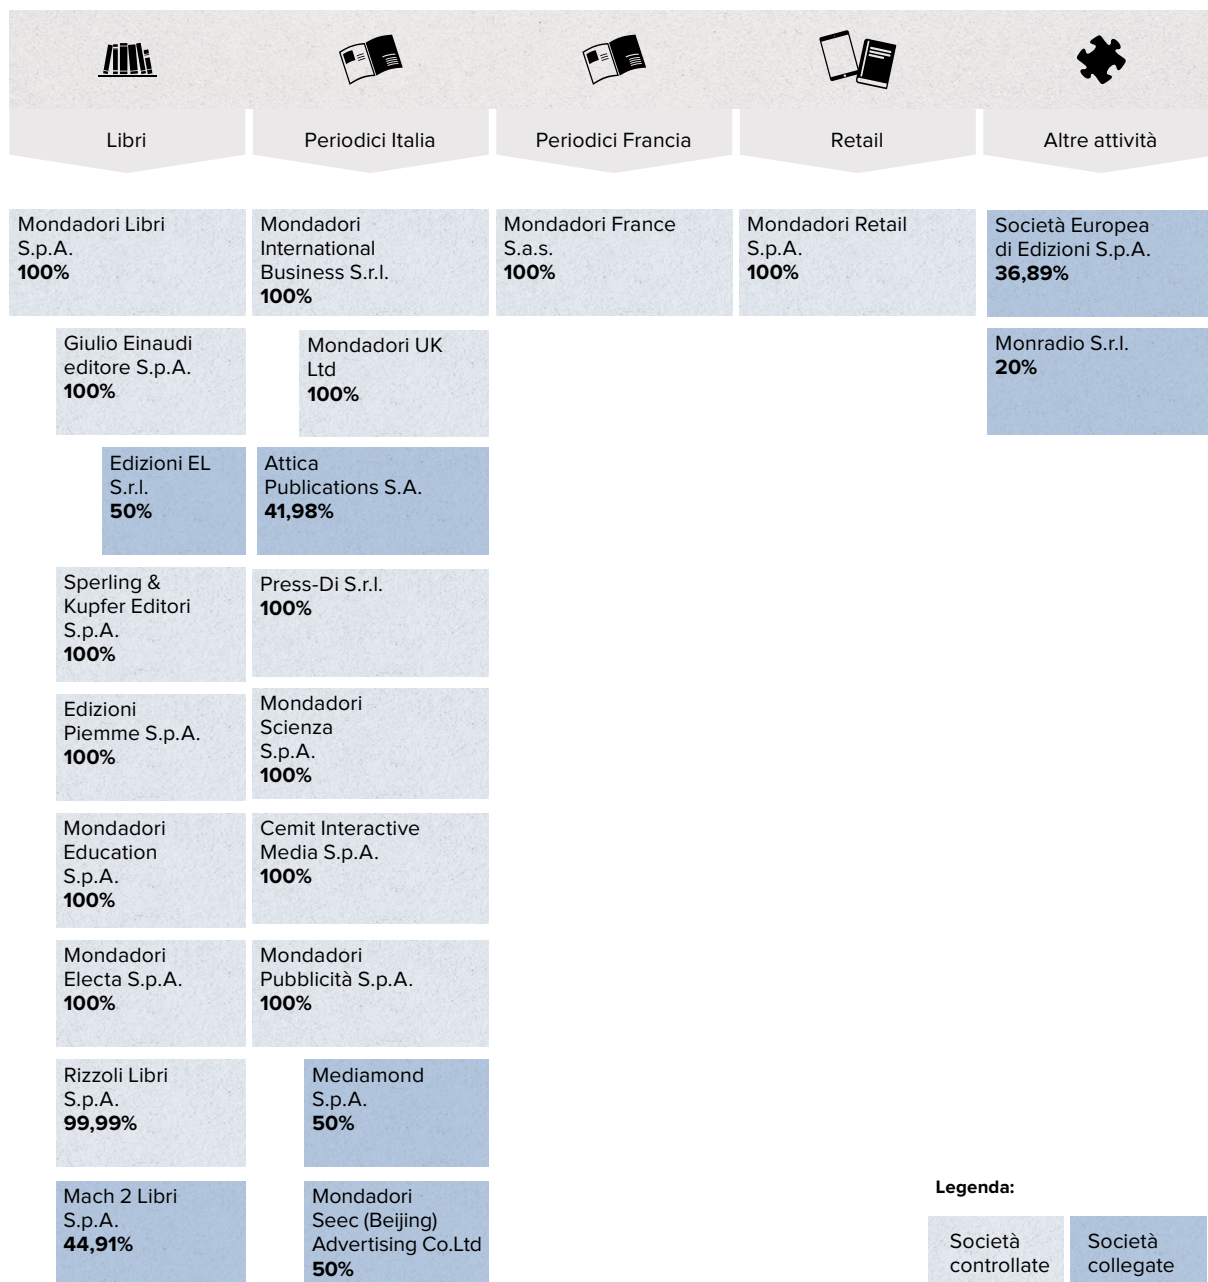 Libri
Periodici Italia
Periodici Francia
Retail
Altre attività
Mondadori Libri
S.p.A.
100%
Giulio Einaudi
editore S.p.A.
100%
Edizioni EL
S.r.l.
50%
Sperling &
Kupfer Editori
S.p.A.
100%
Edizioni
Piemme S.p.A.
100%
Mondadori
Education
S.p.A.
100%
Mondadori
Electa S.p.A.
100%
Rizzoli Libri
S.p.A.
99,99%
Mach 2 Libri
S.p.A.
44,91%
Mondadori
International
Business S.r.l.
100%
Mondadori UK
Ltd
100%
Attica
Publications S.A.
41,98%
Press-Di S.r.l.
100%
Mondadori
Scienza
S.p.A.
100%
Cemit Interactive
Media S.p.A.
100%
Mondadori
Pubblicità S.p.A.
100%
Mediamond
S.p.A.
50%
Mondadori
Seec (Beijing)
Advertising Co.Ltd
50%
Mondadori France
S.a.s.
100%
Mondadori Retail
S.p.A.
100%
Società Europea
di Edizioni S.p.A.
36,89%
Monradio S.r.l.
20%
Legenda:
Società
controllate
Società
collegate